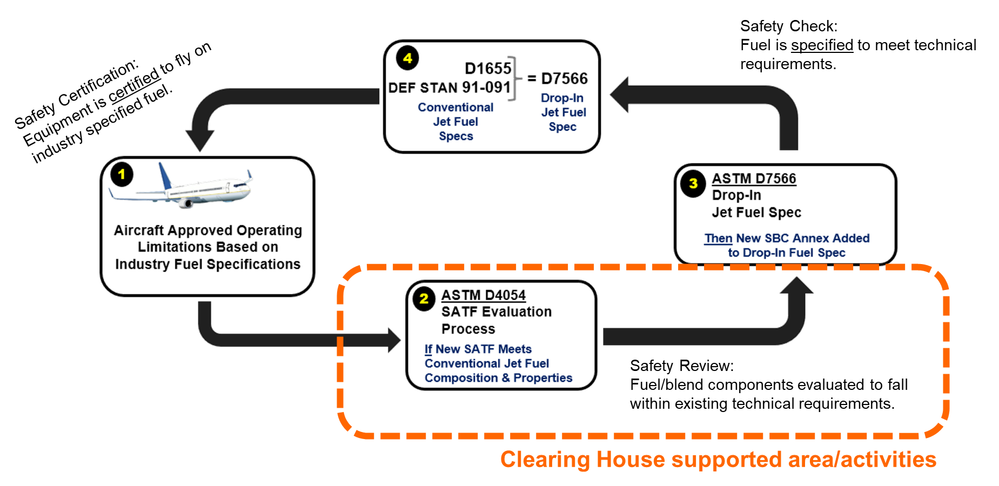 Safety Certification:
Equipment is certified to fly on
industry specified fuel.
4
D1655
DEF STAN 91-091
= D7566
Conventional
Jet Fuel
Specs
Drop-In
Jet Fuel
Spec
Safety Check:
Fuel is specified to meet technical
requirements.
1
Aircraft Approved Operating
Limitations Based on
Industry Fuel Specifications
2
ASTM D4054
SATF Evaluation
Process
If New SATF Meets
Conventional Jet Fuel
Composition & Properties
3
ASTM D7566
Drop-In
Jet Fuel Spec
Then New SBC Annex Added
to Drop-In Fuel Spec
Safety Review:
Fuel/blend components evaluated to fall
within existing technical requirements.
Clearing House supported area/activities